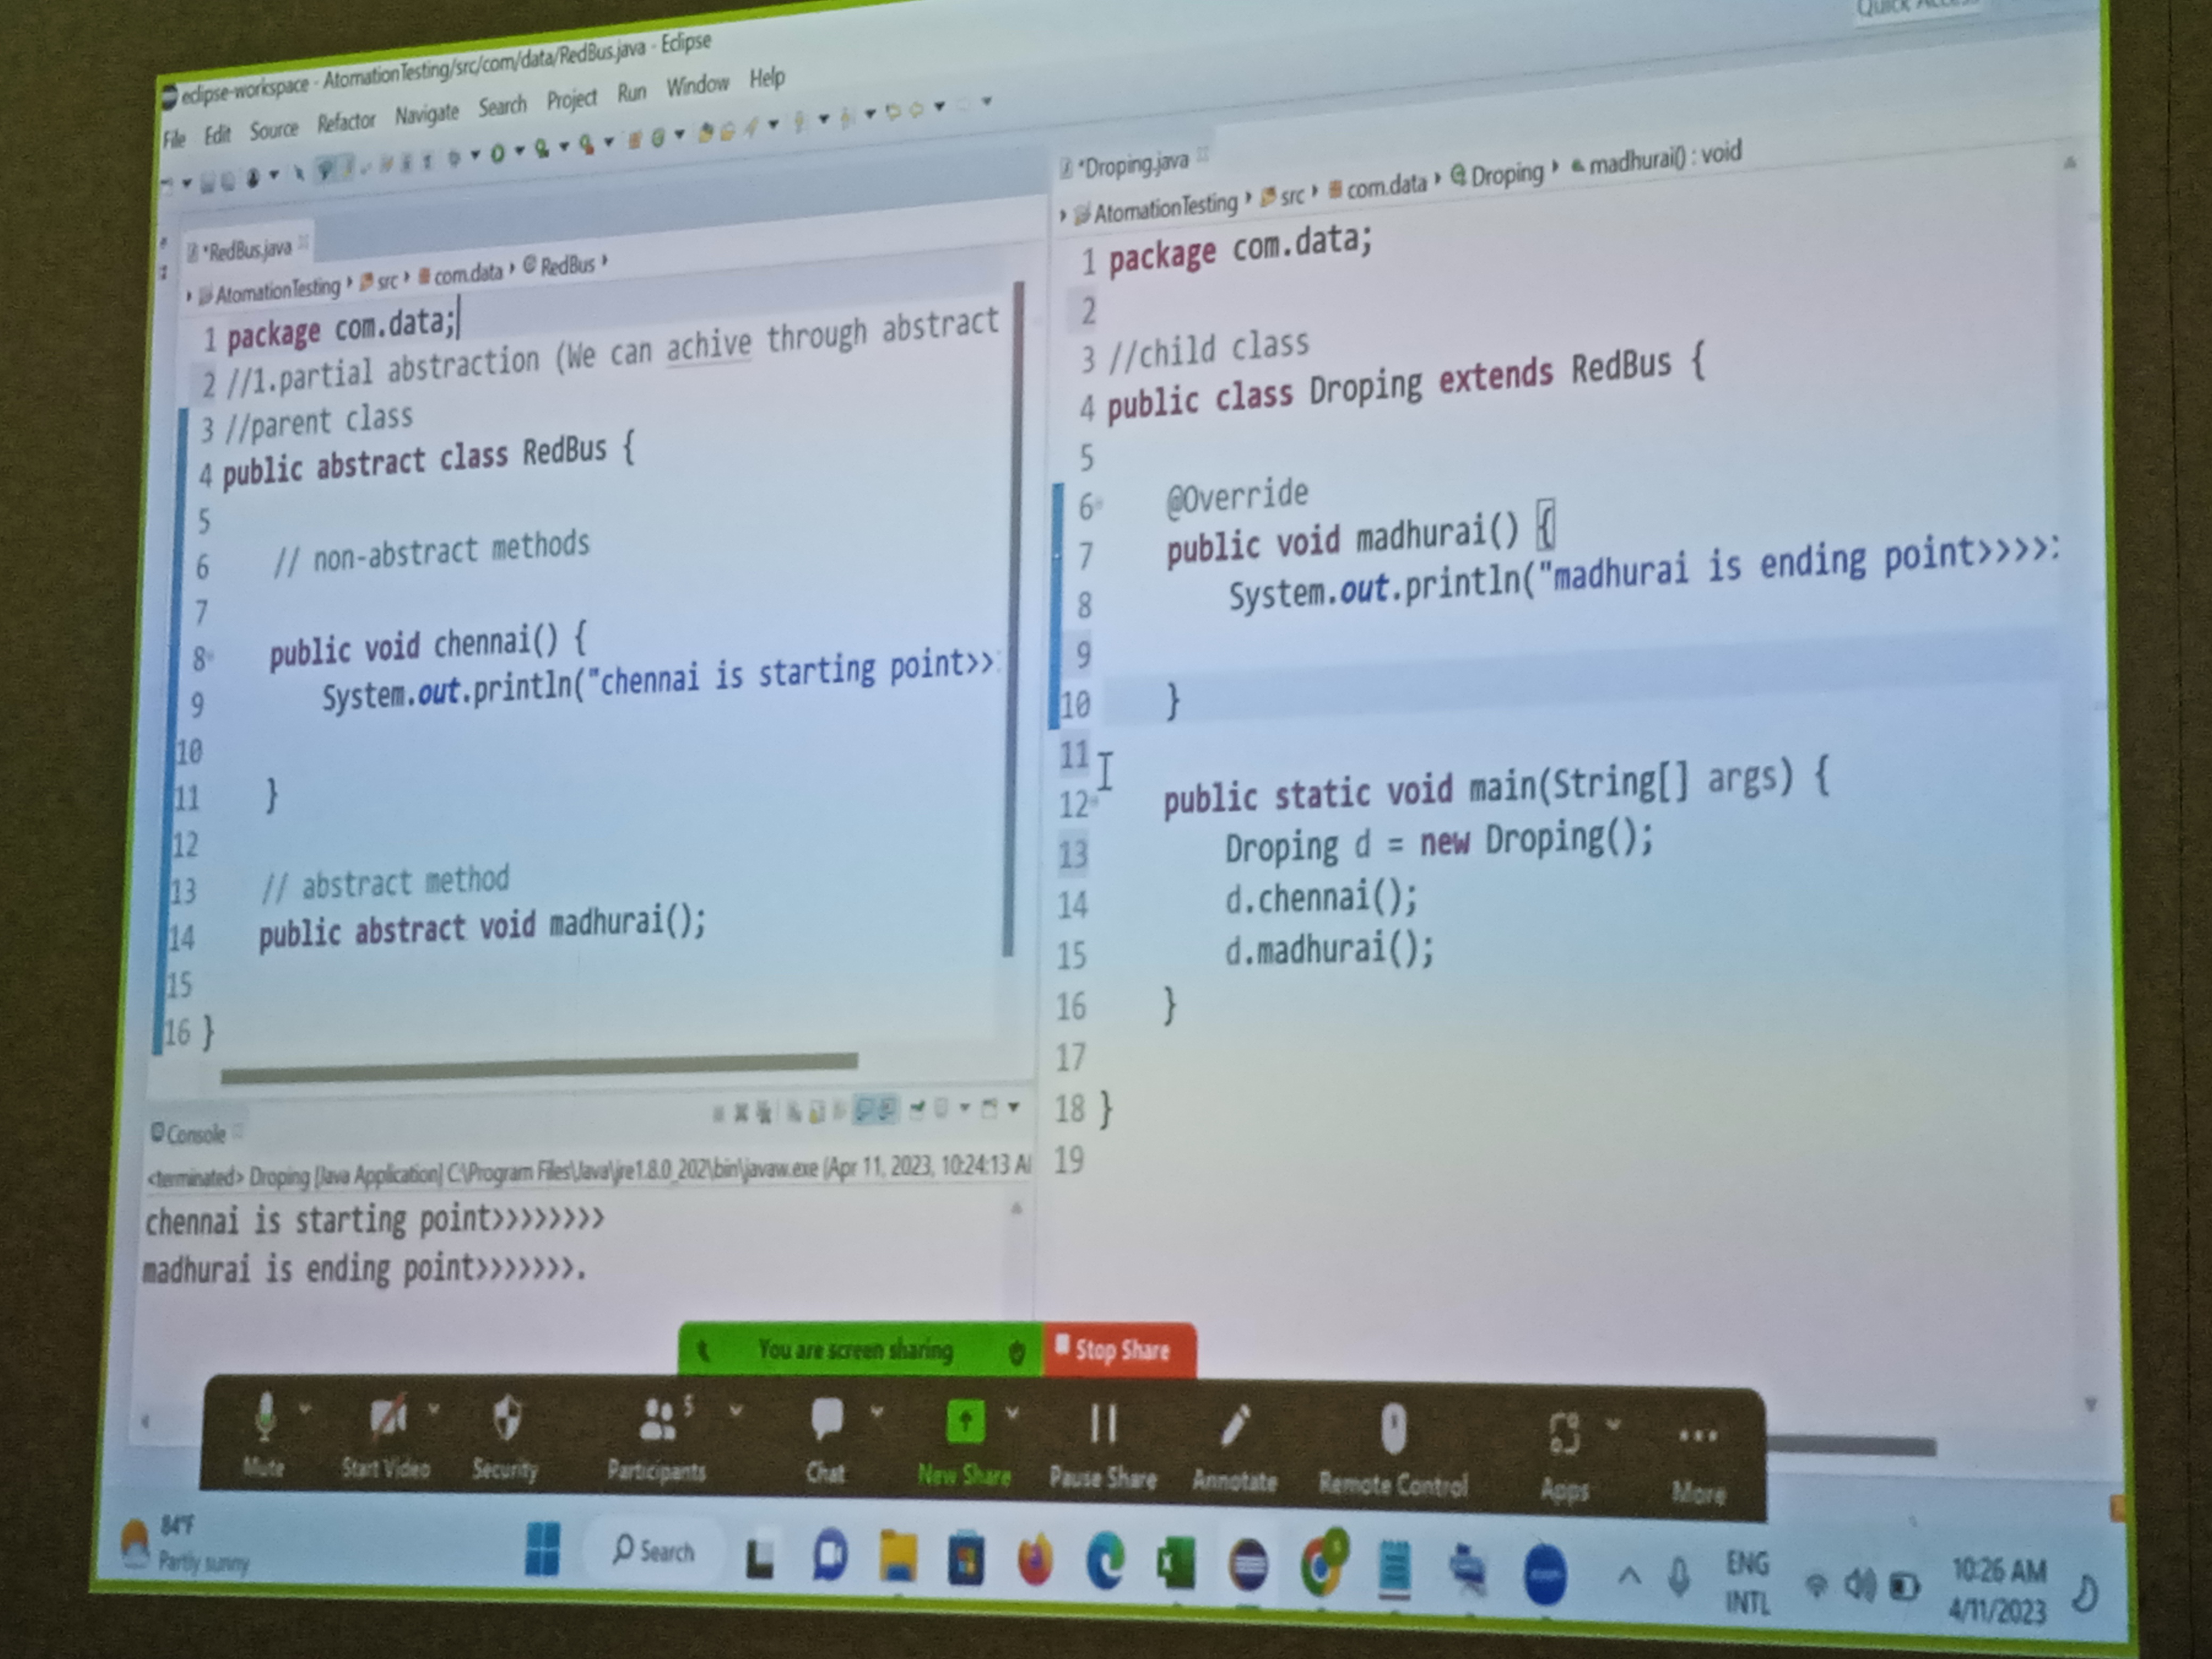 eclipse-workspace - AtomationTesting/src/com/data/RedBus.java - Eclipse
File Edit Source Refactor Navigate Search Project Run Window Help
*RedBus.java
AtomationTesting src com.data RedBus
1 package com.data;
2 //1.partial abstraction (We can achive through abstract
3 //parent class
4 public abstract class RedBus {
5
6 // non-abstract methods
7
8 public void chennai() {
9 System.out.println("chennai is starting point>>
10
11 }
12
13 // abstract method
14 public abstract void madhurai();
15
16 }
*Droping.java
AtomationTesting src com.data Droping madhurai() : void
1 package com.data;
2
3 //child class
4 public class Droping extends RedBus {
5
6 @Override
7 public void madhurai() {
8 System.out.println("madhurai is ending point>>>>
9
10 }
11
12 public static void main(String[] args) {
13 Droping d = new Droping();
14 d.chennai();
15 d.madhurai();
16 }
17
18 }
19
Console
<terminated> Droping [Java Application] C:\Program Files\Java\jre1.8.0_202\bin\javaw.exe (Apr 11, 2023, 10:24:13 A
chennai is starting point>>>>>>>>
madhurai is ending point>>>>>>>.
You are screen sharing Stop Share
5
Mute Start Video Security Participants Chat New Share Pause Share Annotate Remote Control Apps More
84°F
Partly sunny
Search
ENG
INTL
10:26 AM
4/11/2023